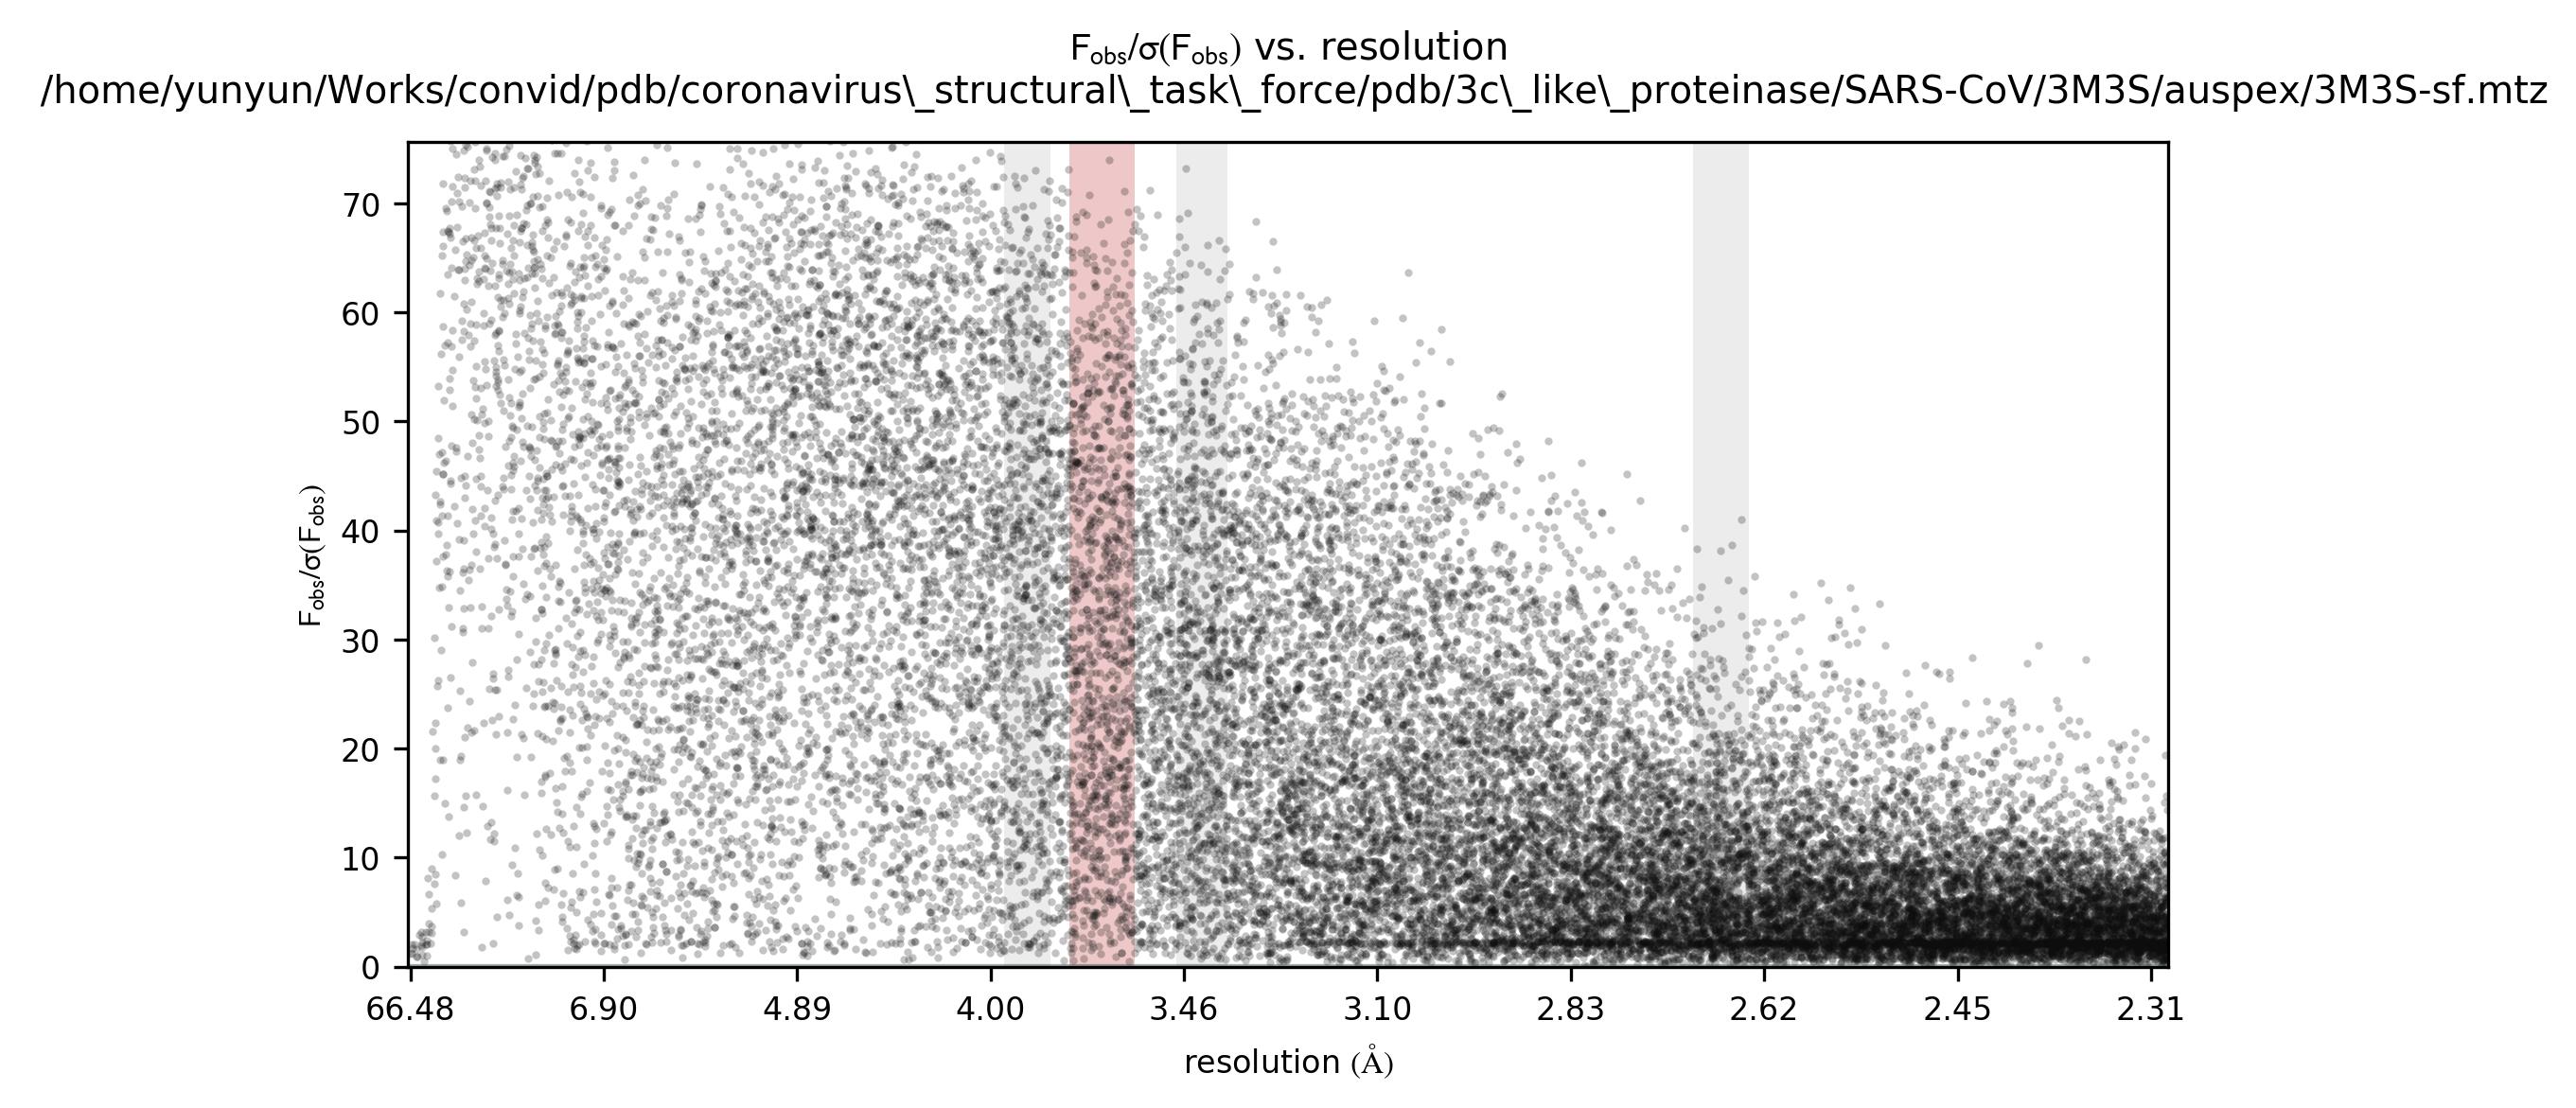 Fobs/σ(Fobs) vs. resolution
/home/yunyun/Works/convid/pdb/coronavirus\_structural\_task\_force/pdb/3c\_like\_proteinase/SARS-CoV/3M3S/auspex/3M3S-sf.mtz
70
60
50
40
30
20
10
0
Fobs/σ(Fobs)
66.48 6.90 4.89 4.00 3.46 3.10 2.83 2.62 2.45 2.31
resolution (Å)